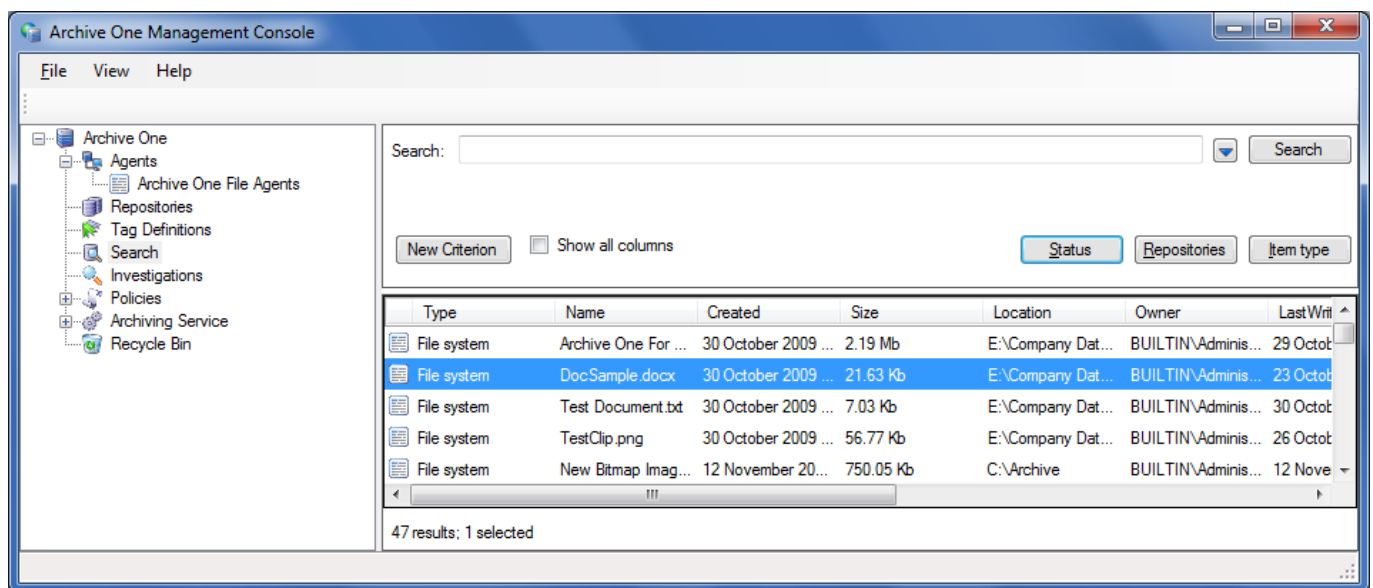 Archive One Management Console
File View Help
Archive One
Agents
Archive One File Agents
Repositories
Tag Definitions
Search
Investigations
Policies
Archiving Service
Recycle Bin
Search: Search
New Criterion Show all columns Status Repositories Item type
Type Name Created Size Location Owner LastWrit
File system Archive One For ... 30 October 2009 ... 2.19 Mb E:\Company Dat... BUILTIN\Adminis... 29 Octob
File system DocSample.docx 30 October 2009 ... 21.63 Kb E:\Company Dat... BUILTIN\Adminis... 23 Octob
File system Test Document.txt 30 October 2009 ... 7.03 Kb E:\Company Dat... BUILTIN\Adminis... 30 Octob
File system TestClip.png 30 October 2009 ... 56.77 Kb E:\Company Dat... BUILTIN\Adminis... 26 Octob
File system New Bitmap Imag... 12 November 20... 750.05 Kb C:\Archive BUILTIN\Adminis... 12 Nove
47 results; 1 selected